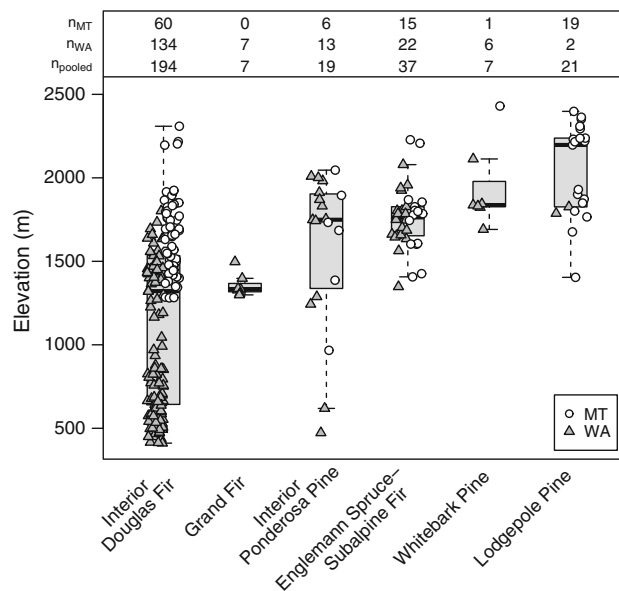 nMT 60 0 6 15 1 19
nWA 134 7 13 22 6 2
npooled 194 7 19 37 7 21
2500
2000
1500
1000
500
Elevation (m)
MT
WA
Interior
Douglas Fir
Grand Fir
Interior
Ponderosa Pine
Englemann Spruce–
Subalpine Fir
Whitebark Pine
Lodgepole Pine